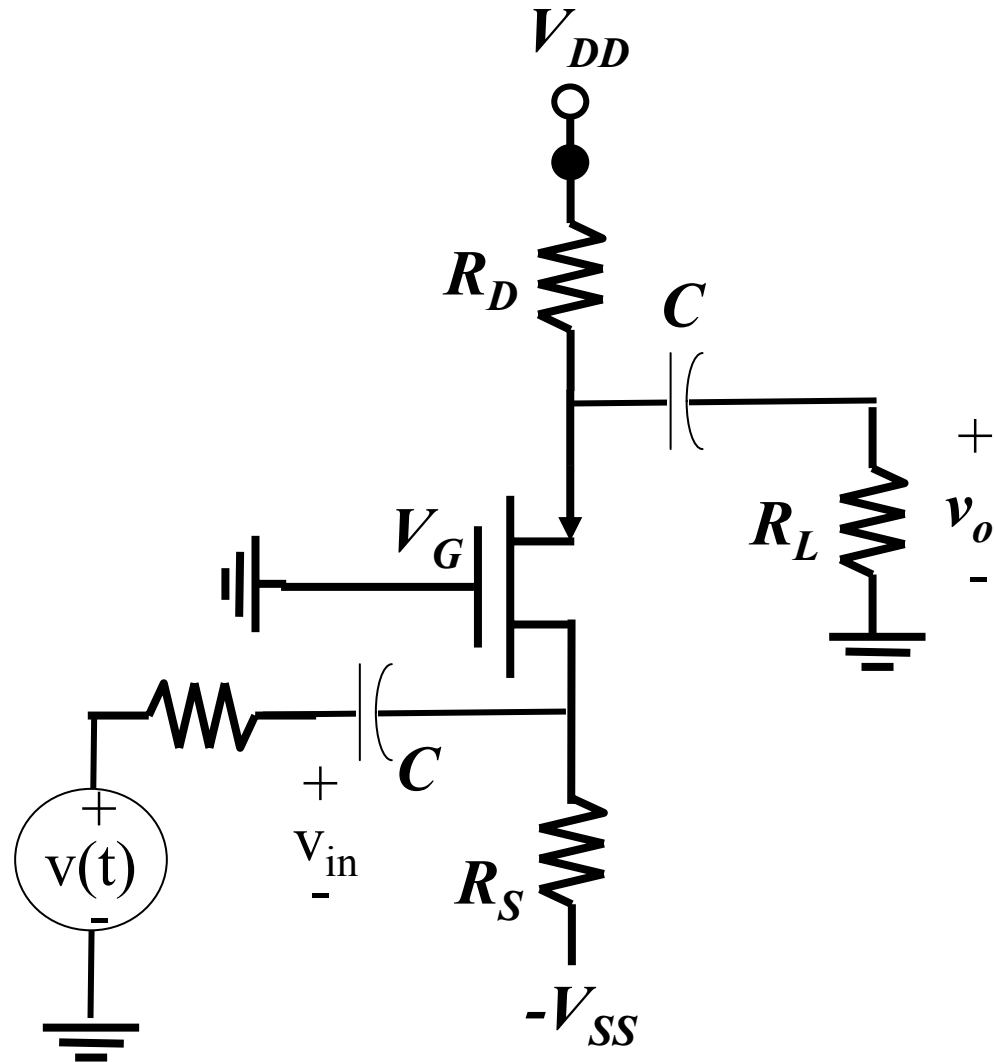 V_DD
R_D
C
+
V_G
R_L
v_o
-
C
+
+
v(t)
v_in
-
-
R_S
-V_SS